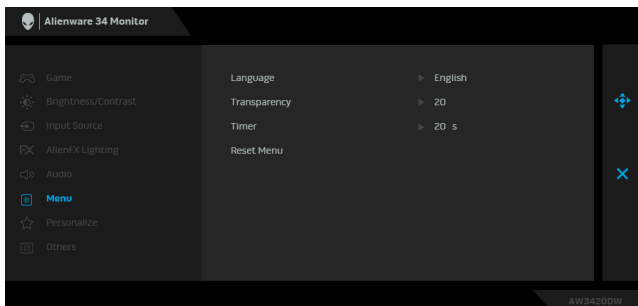 Alienware 34 Monitor
Game
Brightness/Contrast
Input Source
FX AlienFX Lighting
Audio
Menu
Personalize
Others
Language English
Transparency 20
Timer 20 s
Reset Menu
AW3420DW